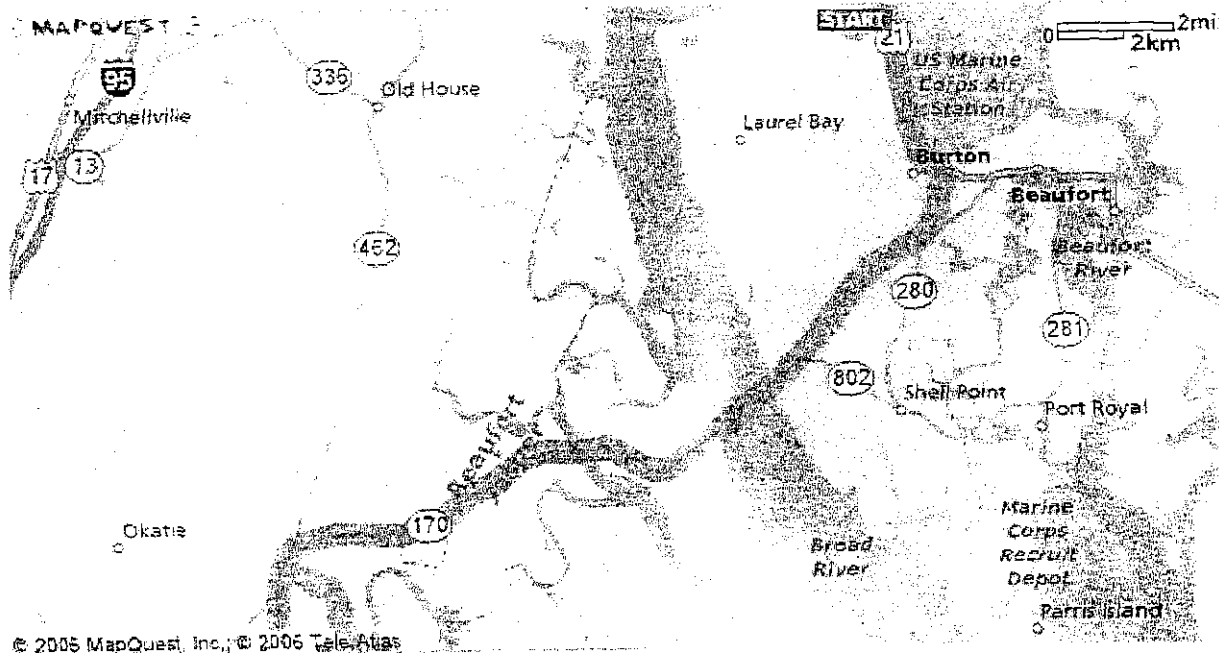 MAPQUEST
START
21
2mi
0
2km
95
336
Old House
US Marine
Corps Air
Station
Mitchellville
Laurel Bay
17
13
Burton
Beaufort
462
Beaufort
River
280
281
802
Shell Point
Port Royal
Beaufort
170
Okatie
Broad
River
Marine
Corps
Recruit
Depot
Parris Island
© 2006 MapQuest, Inc.; © 2006 Tele Atlas